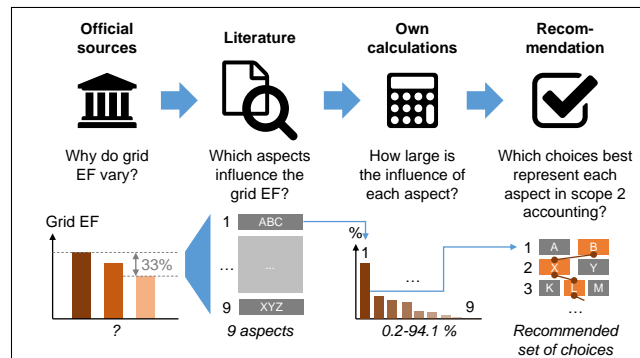 Official
sources
Literature
Own
calculations
Recom-
mendation
Why do grid
EF vary?
Which aspects
influence the
grid EF?
How large is
the influence
of each aspect?
Which choices best
represent each
aspect in scope 2
accounting?
Grid EF
33%
?
1 ABC
... ...
9 XYZ
9 aspects
%
1
...
9
0.2-94.1 %
1 A B
2 X Y
3 K L M
...
Recommended
set of choices